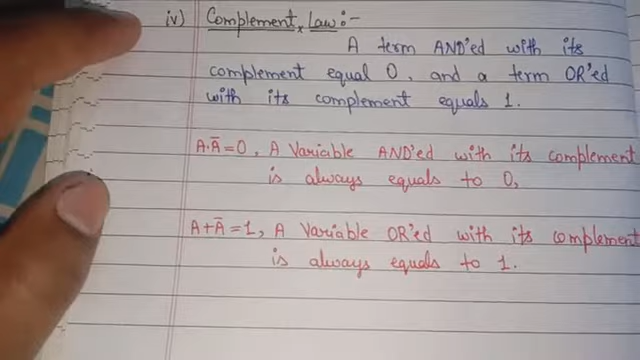 iv) Complement Law :-
A term AND'ed with its
complement equal 0, and a term OR'ed
with its complement equals 1.
A.Ā=0, A Variable AND'ed with its complement
is always equals to 0,
A+Ā=1, A Variable OR'ed with its complement
is always equals to 1.